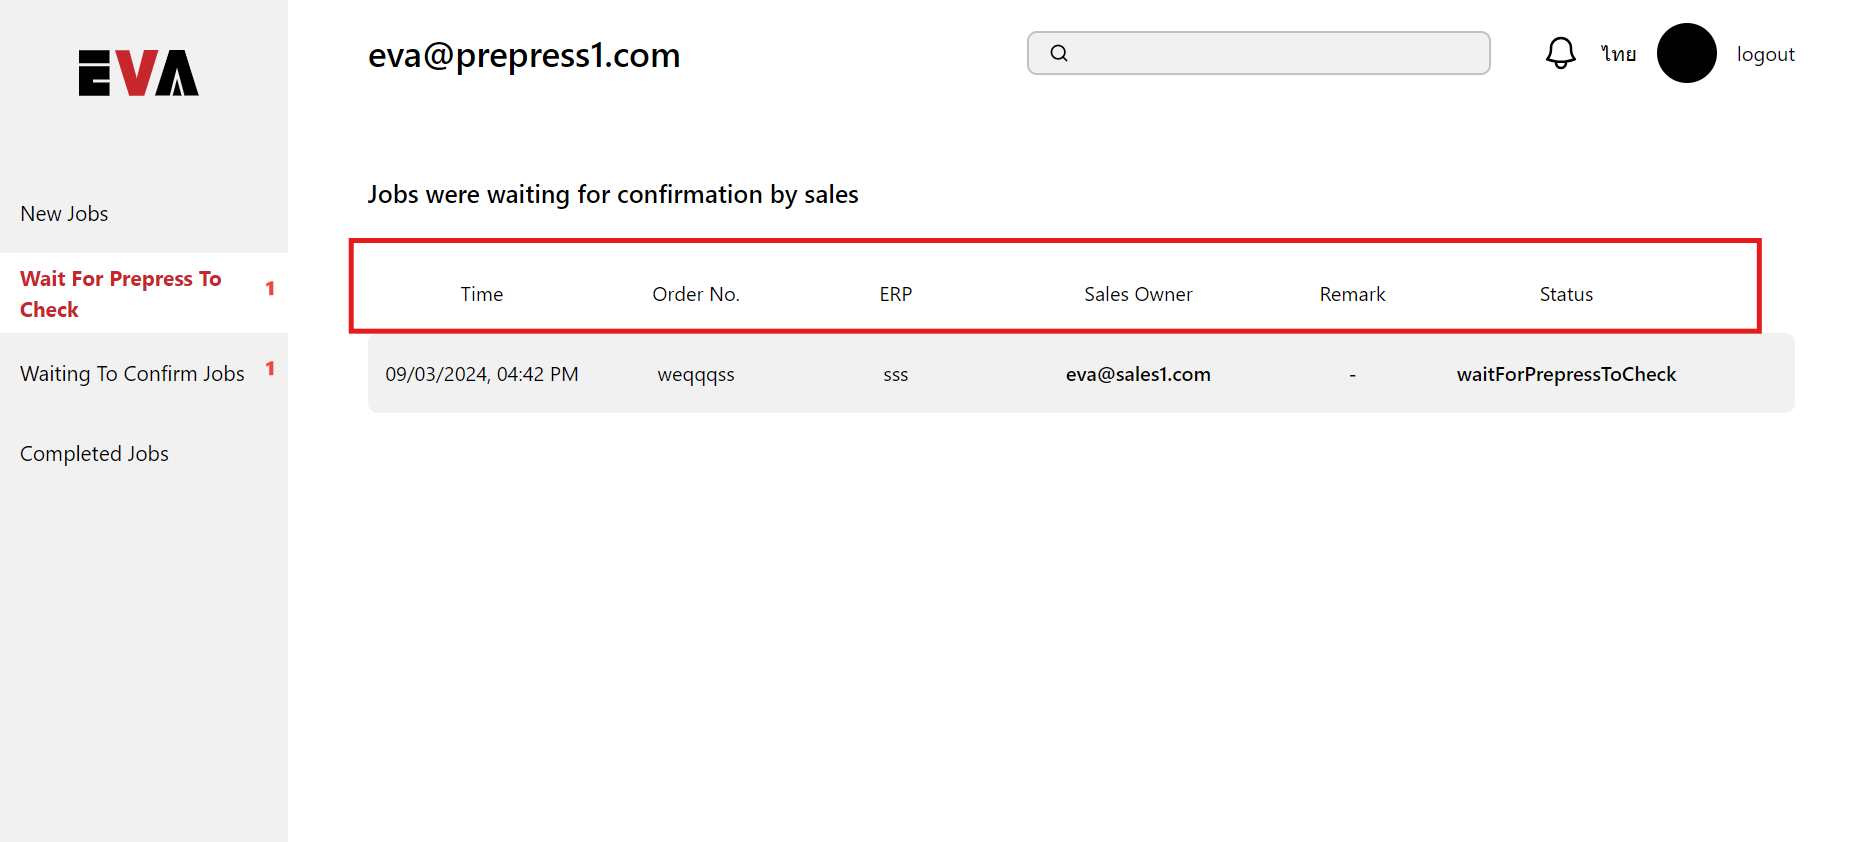 EVA
eva@prepress1.com
ไทย
logout
New Jobs
Wait For Prepress To
Check
1
Waiting To Confirm Jobs
1
Completed Jobs
Jobs were waiting for confirmation by sales
Time Order No. ERP Sales Owner Remark Status
09/03/2024, 04:42 PM weqqqss sss eva@sales1.com - waitForPrepressToCheck